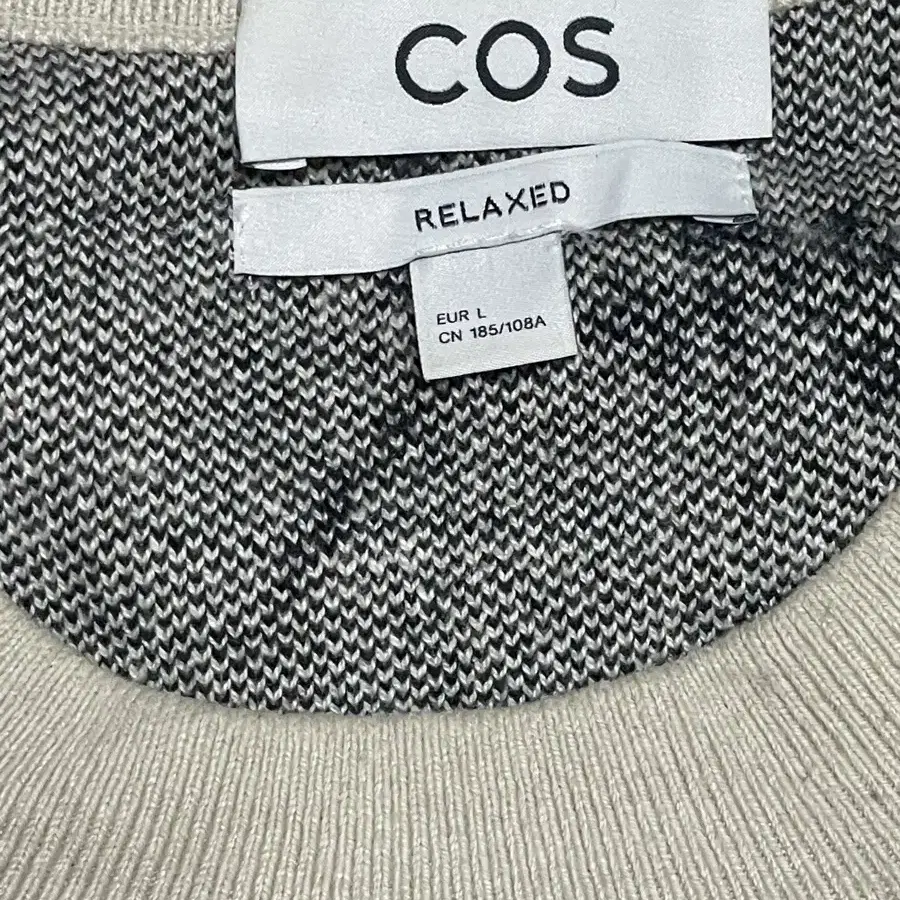 COS
RELAXED
EUR L
CN 185/108A